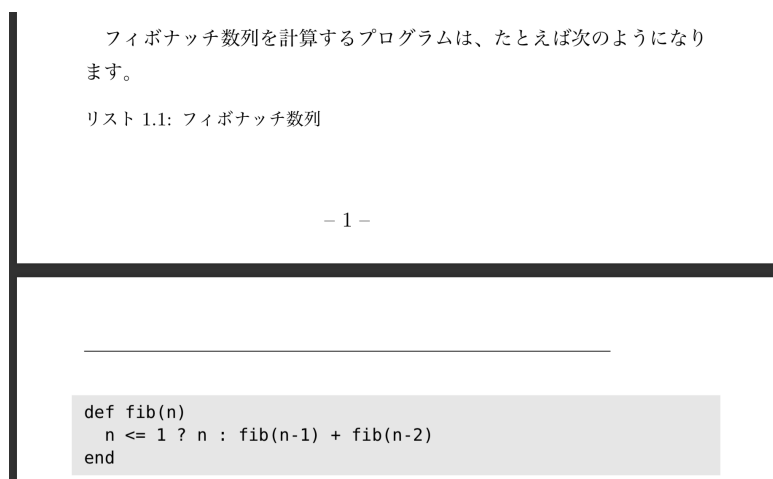 フィボナッチ数列を計算するプログラムは、たとえば次のようになり
ます。
リスト 1.1: フィボナッチ数列
– 1 –
def fib(n)
  n <= 1 ? n : fib(n-1) + fib(n-2)
end